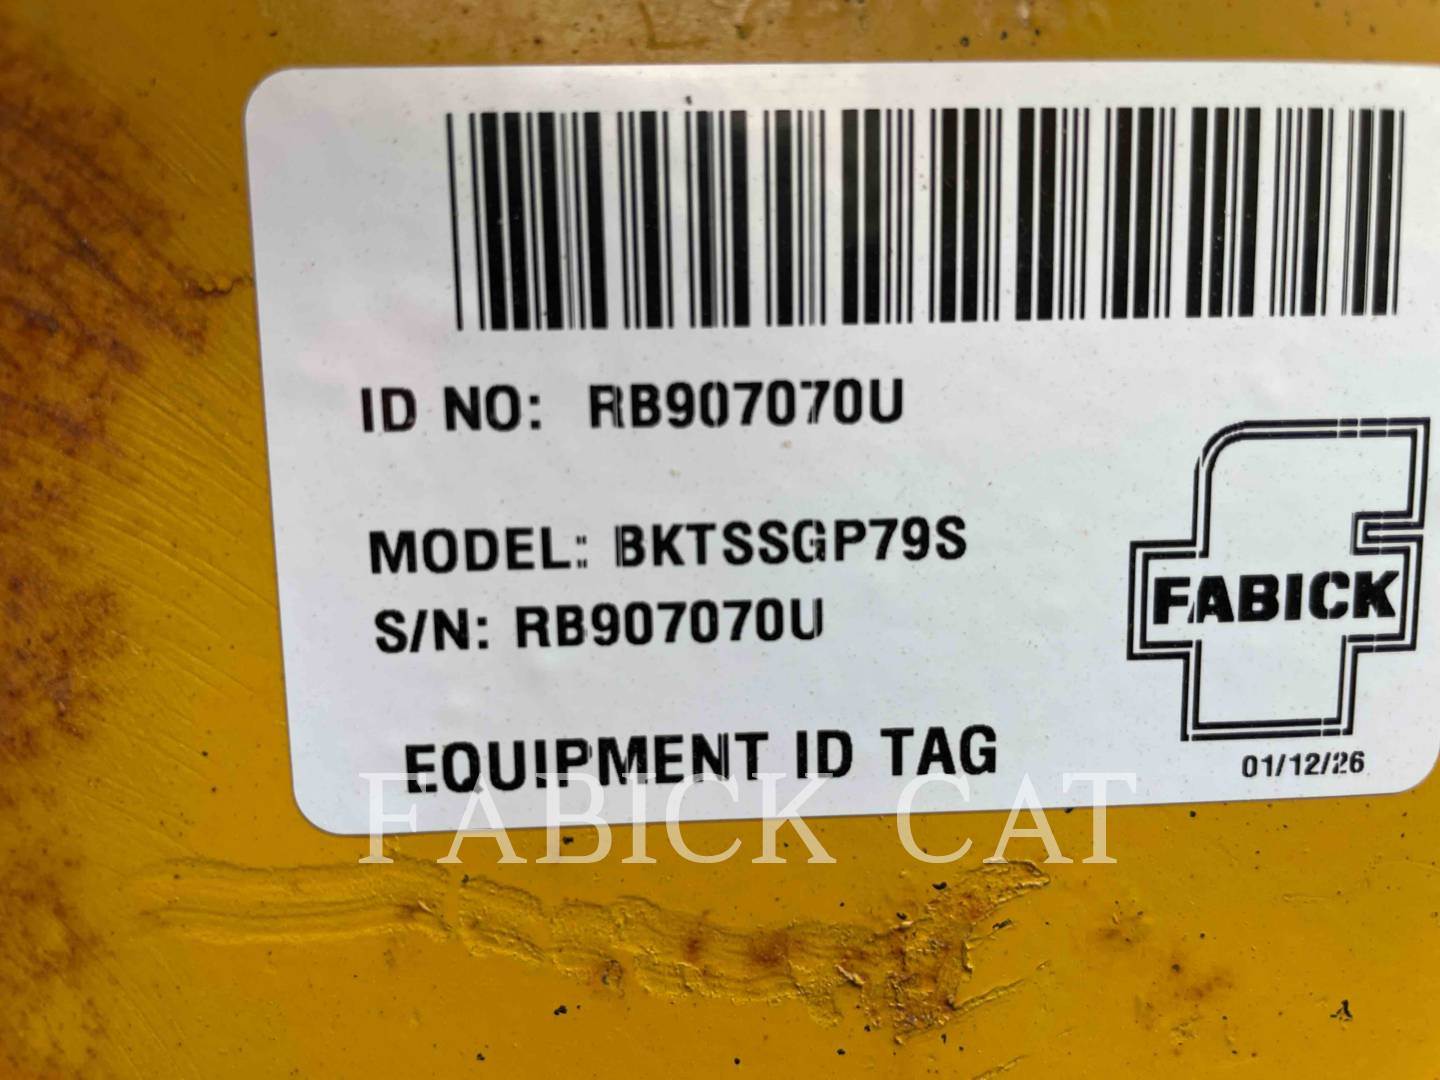 ID NO: RB907070U
MODEL: BKTSSGP79S
S/N: RB907070U
FABICK
EQUIPMENT ID TAG
01/12/26
FABICK CAT